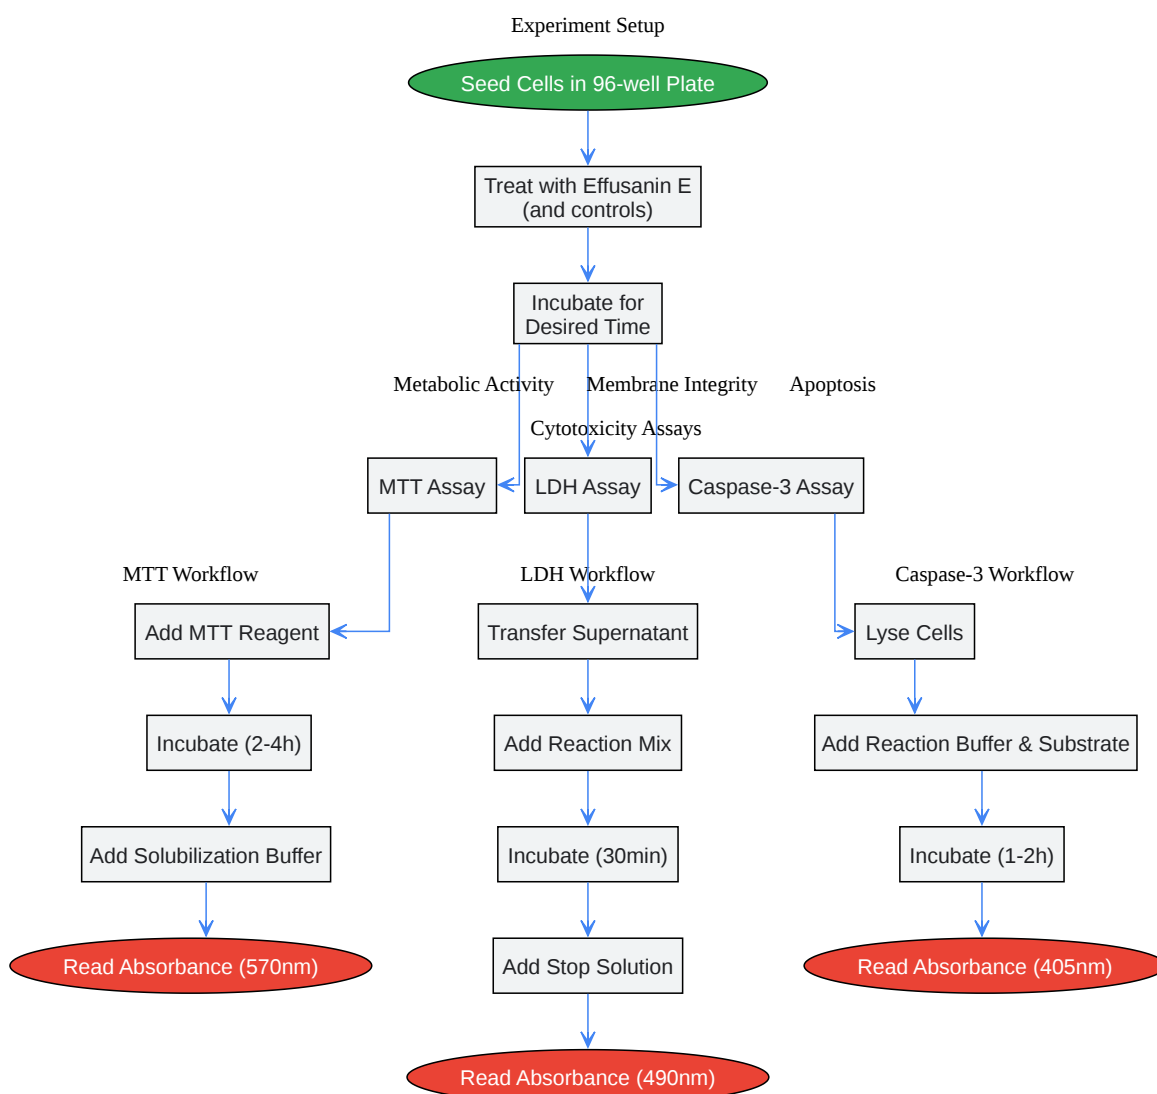 Experiment Setup
Seed Cells in 96-well Plate
Treat with Effusanin E
(and controls)
Incubate for
Desired Time
Metabolic Activity
Membrane Integrity
Apoptosis
Cytotoxicity Assays
MTT Assay
LDH Assay
Caspase-3 Assay
MTT Workflow
LDH Workflow
Caspase-3 Workflow
Add MTT Reagent
Transfer Supernatant
Lyse Cells
Incubate (2-4h)
Add Reaction Mix
Add Reaction Buffer & Substrate
Add Solubilization Buffer
Incubate (30min)
Incubate (1-2h)
Read Absorbance (570nm)
Add Stop Solution
Read Absorbance (405nm)
Read Absorbance (490nm)